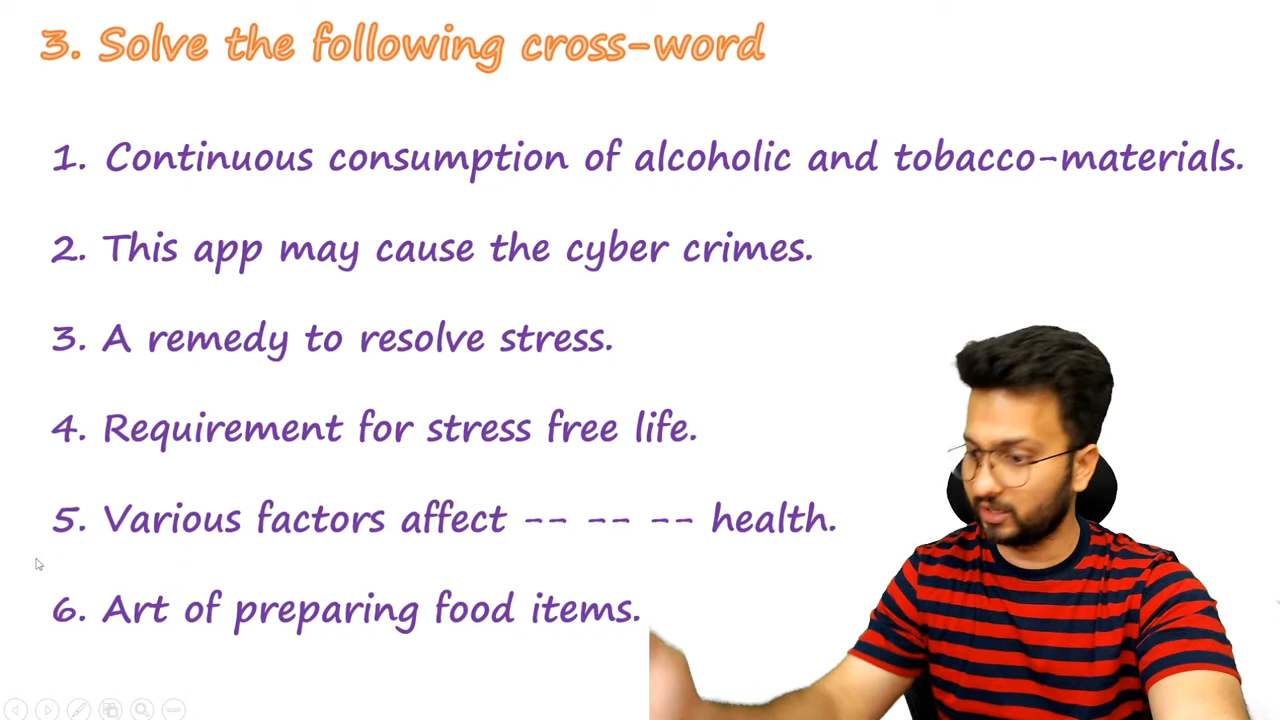 3. Solve the following cross-word
1. Continuous consumption of alcoholic and tobacco-materials.
2. This app may cause the cyber crimes.
3. A remedy to resolve stress.
4. Requirement for stress free life.
5. Various factors affect -- -- -- health.
6. Art of preparing food items.